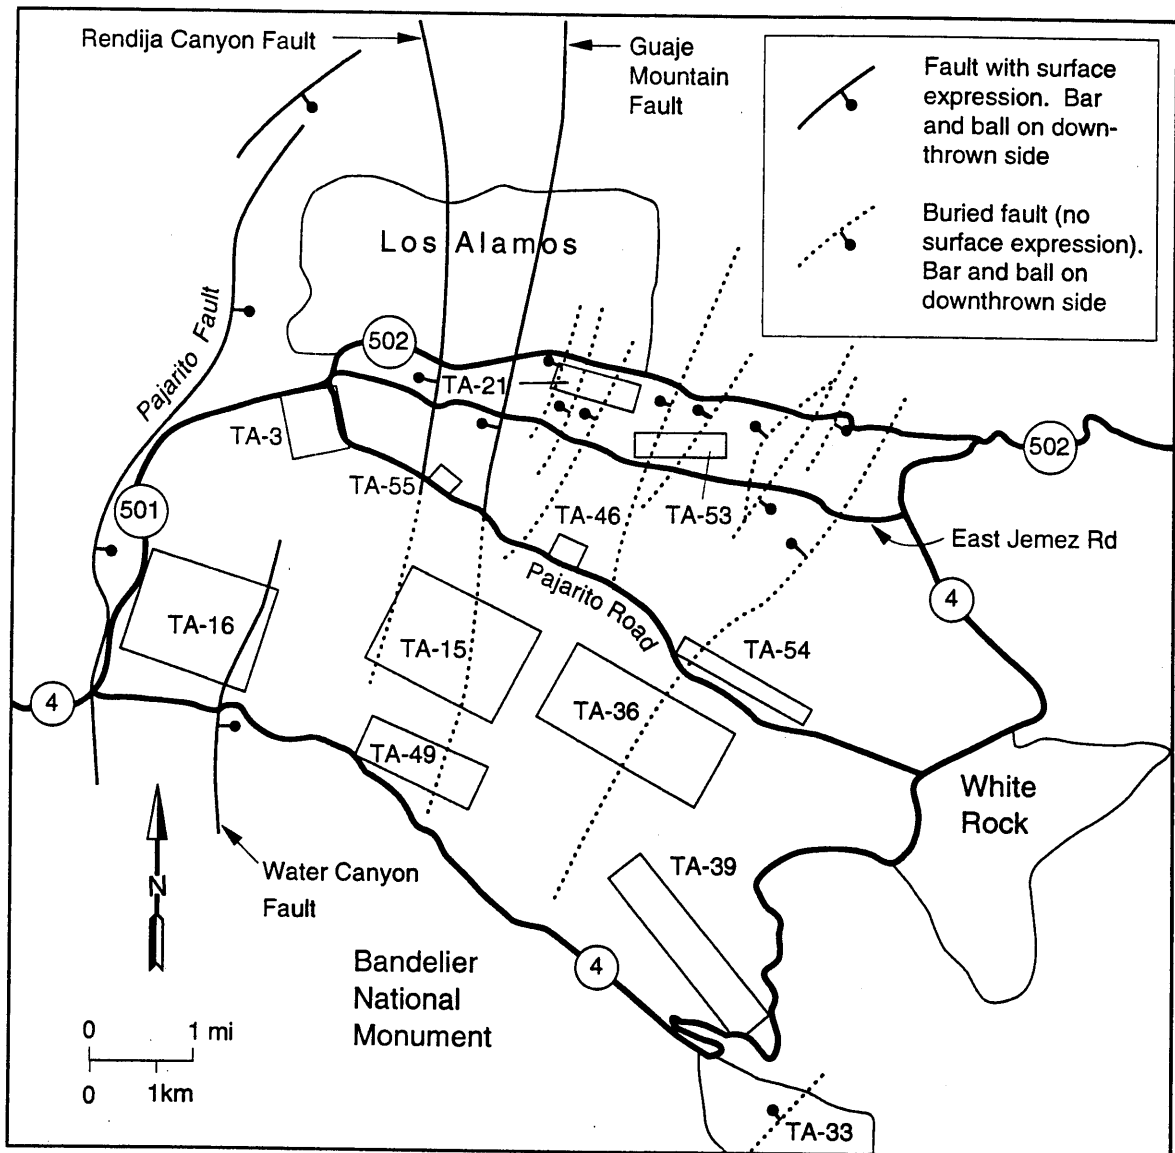 Rendija Canyon Fault
Guaje
Mountain
Fault
Fault with surface
expression. Bar
and ball on down-
thrown side
Buried fault (no
surface expression).
Bar and ball on
downthrown side
Los Alamos
Pajarito Fault
502
TA-21
TA-3
TA-55
501
TA-46
TA-53
502
East Jemez Rd
Pajarito Road
4
TA-16
TA-15
TA-54
4
TA-36
TA-49
White
Rock
N
Water Canyon
Fault
TA-39
Bandelier
National
Monument
4
0 1 mi
0 1km
TA-33